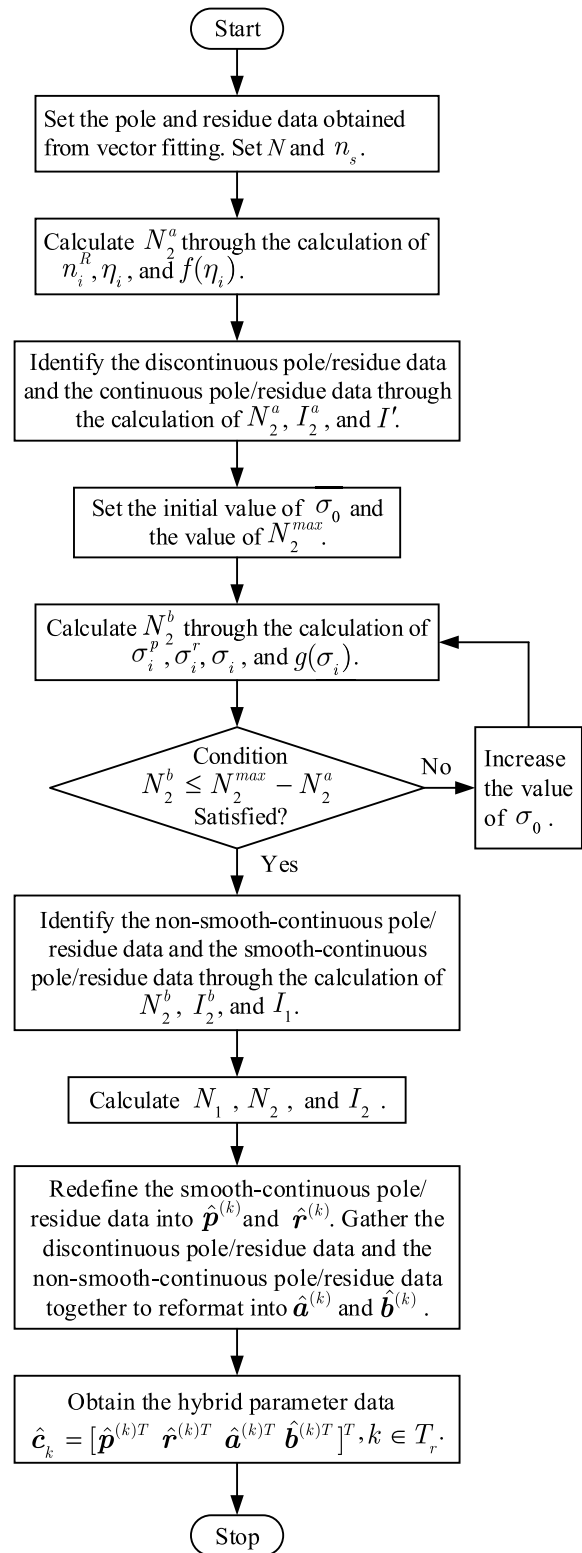 Start
Set the pole and residue data obtained
from vector fitting. Set N and n_s.
Calculate N_2^a through the calculation of
n_i^R, η_i, and f(η_i).
Identify the discontinuous pole/residue data
and the continuous pole/residue data through
the calculation of N_2^a, I_2^a, and I′.
Set the initial value of σ̅_0 and
the value of N_2^{max}.
Calculate N_2^b through the calculation of
σ_i^p, σ_i^r, σ_i, and g(σ_i).
Condition
N_2^b ≤ N_2^{max} − N_2^a
Satisfied?
No
Increase
the value
of σ_0.
Yes
Identify the non-smooth-continuous pole/
residue data and the smooth-continuous
pole/residue data through the calculation of
N_2^b, I_2^b, and I_1.
Calculate N_1, N_2, and I_2.
Redefine the smooth-continuous pole/
residue data into p̂^{(k)} and r̂^{(k)}. Gather the
discontinuous pole/residue data and the
non-smooth-continuous pole/residue data
together to reformat into â^{(k)} and b̂^{(k)}.
Obtain the hybrid parameter data
ĉ_k = [p̂^{(k)T} r̂^{(k)T} â^{(k)T} b̂^{(k)T}]^T, k ∈ T_r.
Stop